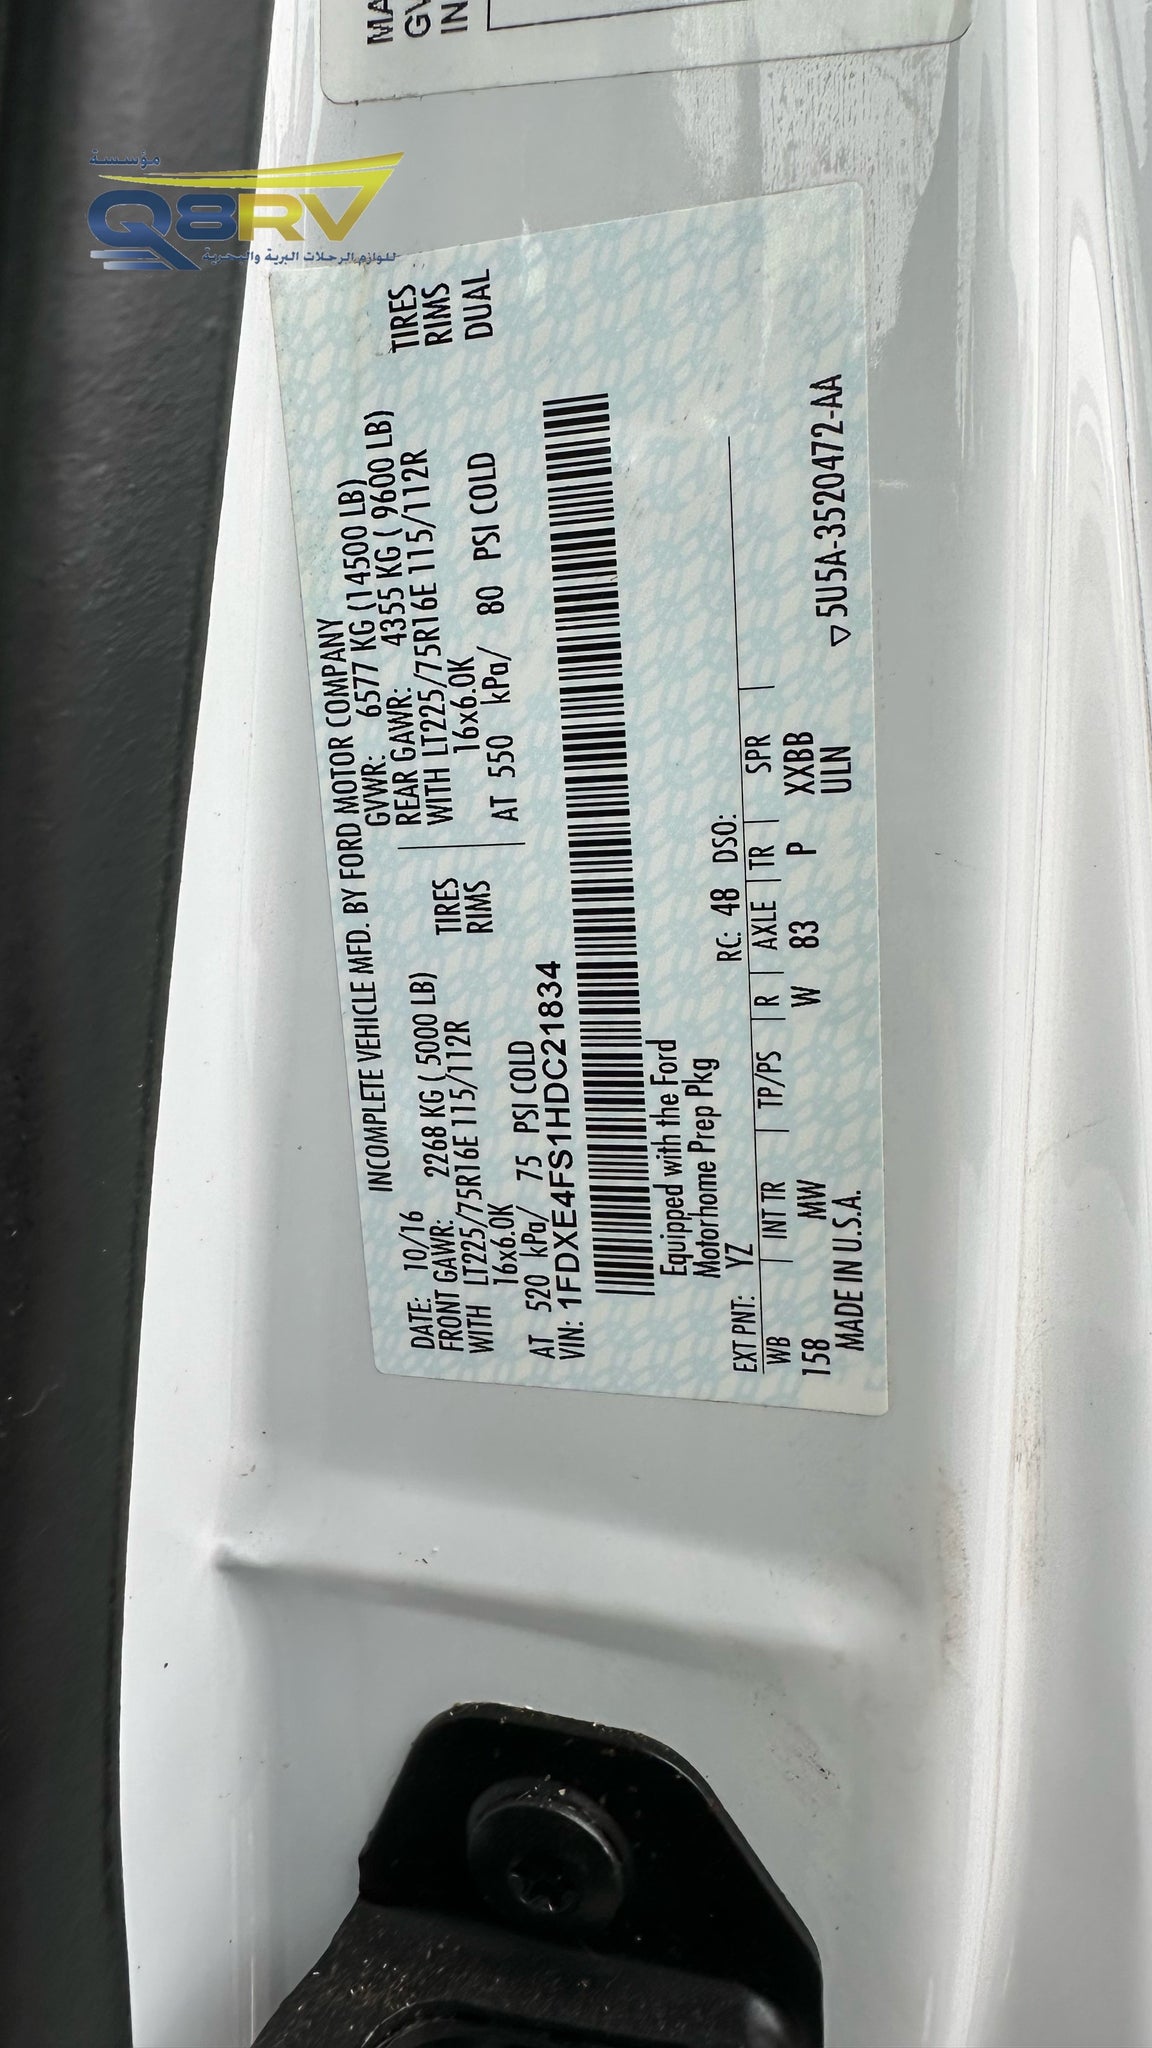 مؤسسة
Q8RV
للوازم الرحلات البرية والبحرية
MA
GV
IN
INCOMPLETE VEHICLE MFD. BY FORD MOTOR COMPANY
DATE: 10/16 GVWR: 6577 KG (14500 LB)
FRONT GAWR: 2268 KG ( 5000 LB) REAR GAWR: 4355 KG ( 9600 LB)
WITH LT225/75R16E 115/112R TIRES WITH LT225/75R16E 115/112R TIRES
16x6.0K RIMS 16x6.0K RIMS
AT 520 kPa/ 75 PSI COLD AT 550 kPa/ 80 PSI COLD DUAL
VIN: 1FDXE4FS1HDC21834
Equipped with the Ford
Motorhome Prep Pkg
EXT PNT: YZ RC: 48 DSO:
WB INT TR TP/PS R AXLE TR SPR
158 MW W 83 P XXBB
MADE IN U.S.A. ULN ▽5U5A-3520472-AA